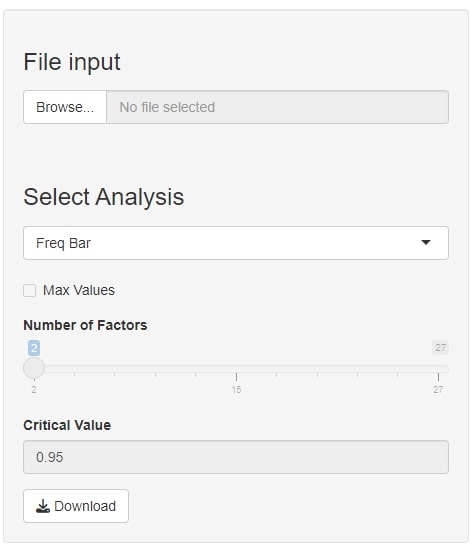 File input
Browse... No file selected
Select Analysis
Freq Bar
Max Values
Number of Factors
2 27
2 15 27
Critical Value
0.95
Download